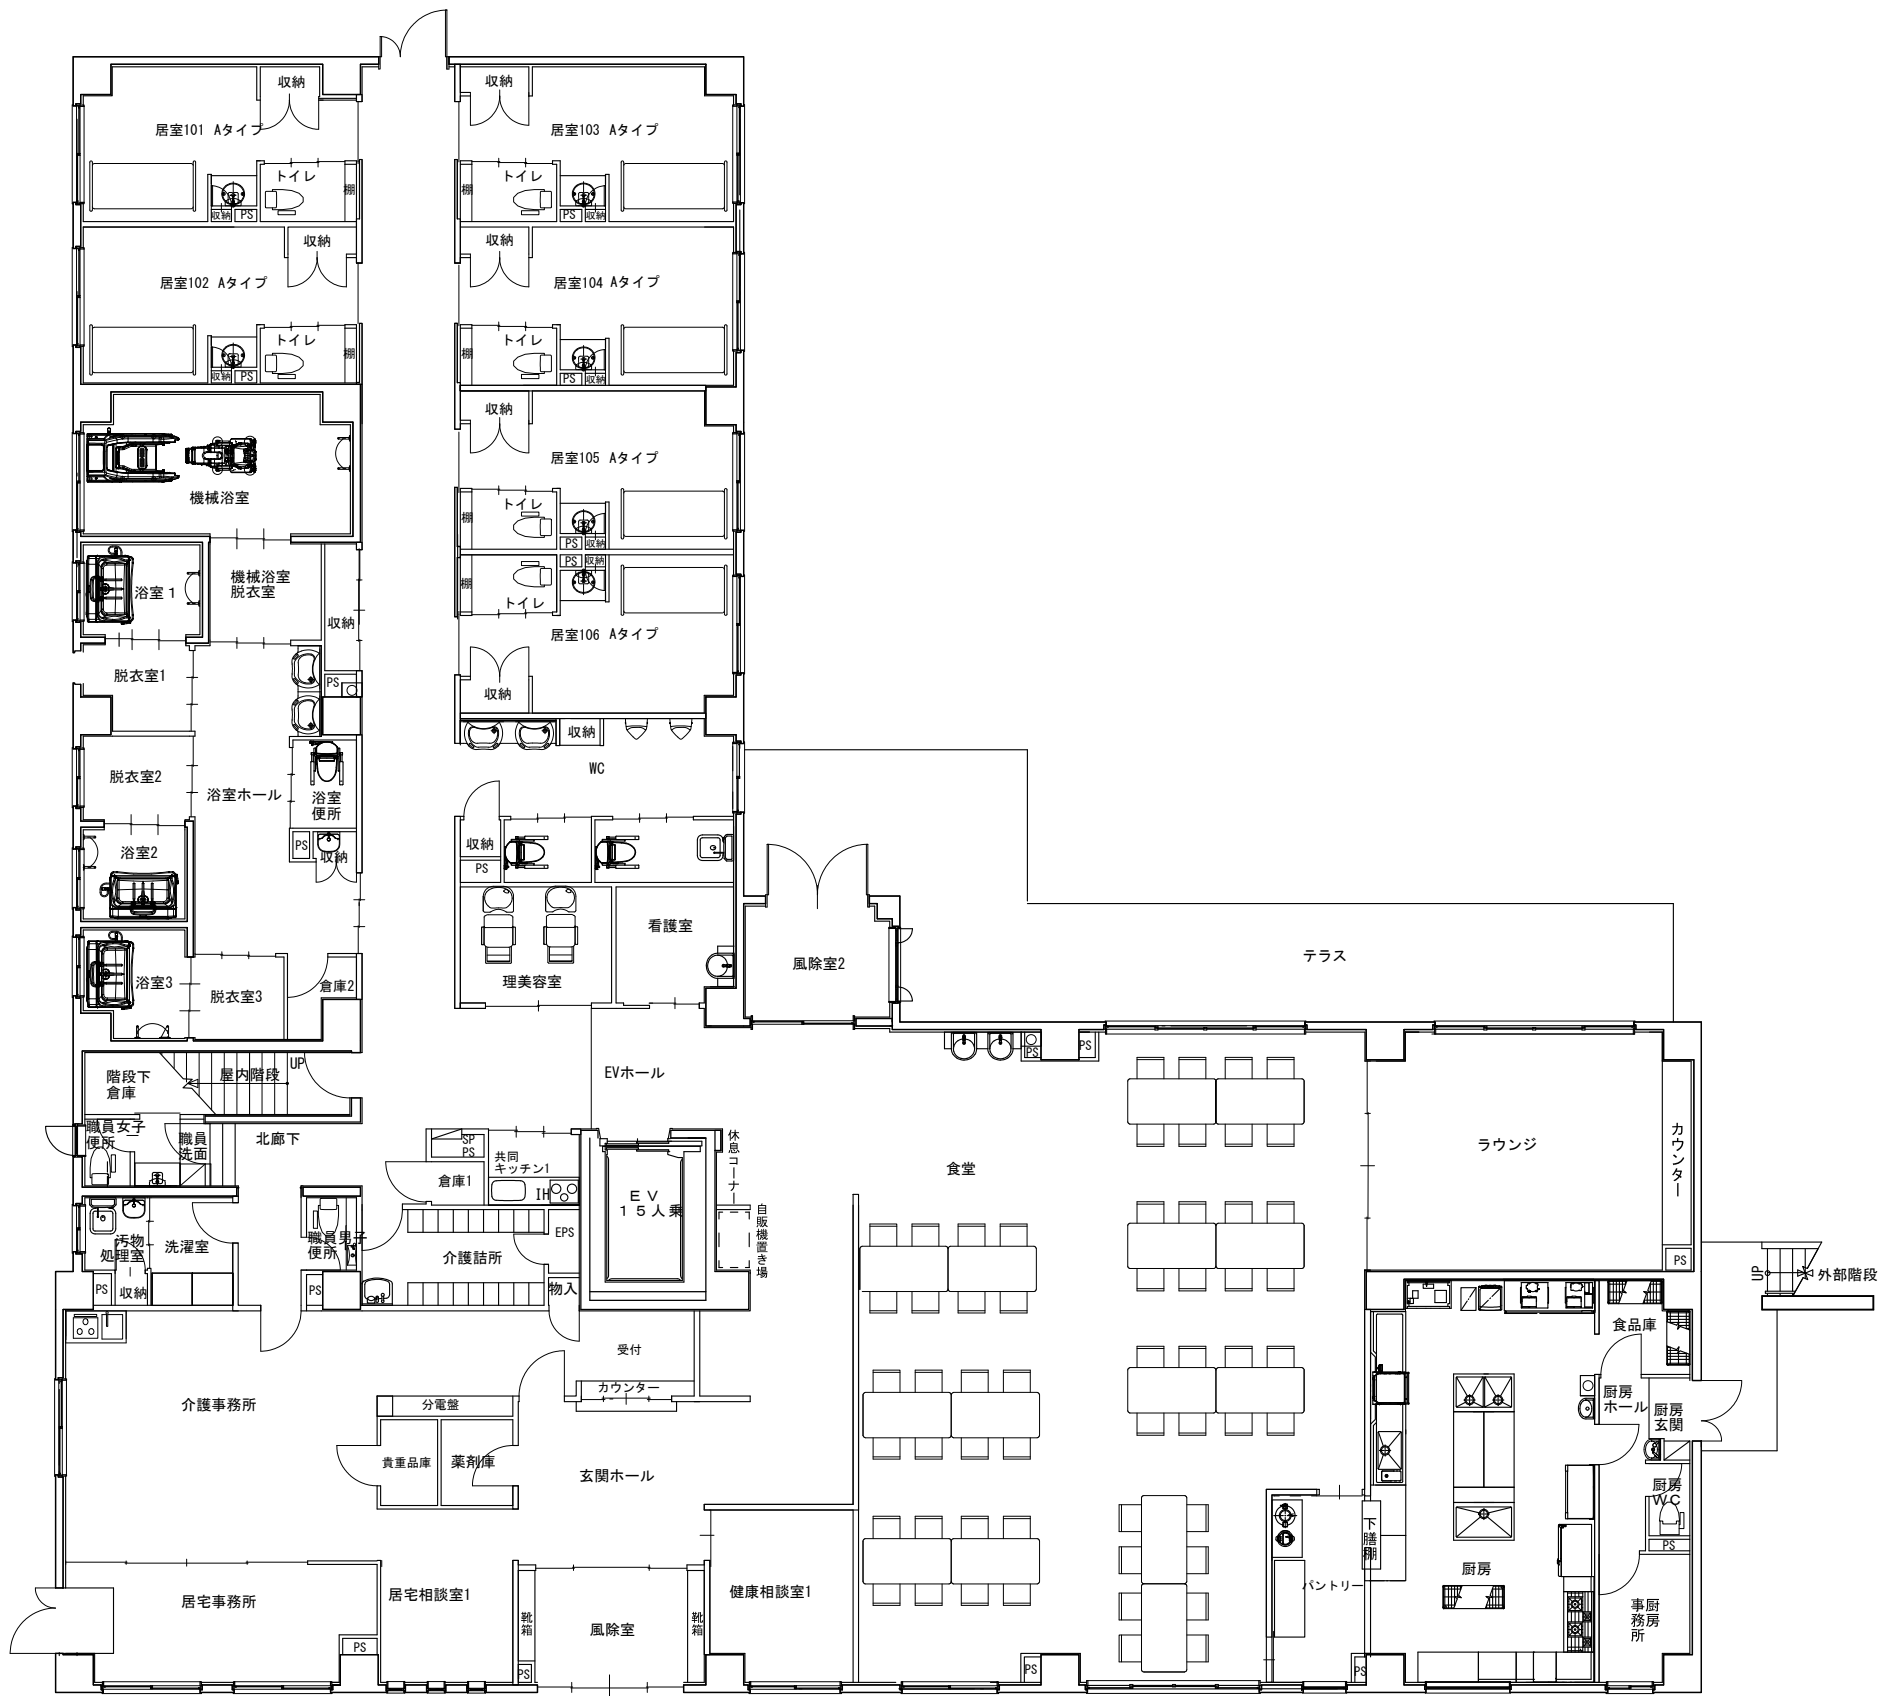 収納
収納
居室101 Aタイプ
居室103 Aタイプ
トイレ
棚
棚
トイレ
収納
PS
PS
収納
収納
収納
居室102 Aタイプ
居室104 Aタイプ
トイレ
棚
棚
トイレ
収納
PS
PS
収納
収納
居室105 Aタイプ
機械浴室
棚
トイレ
PS
収納
PS
収納
棚
トイレ
居室106 Aタイプ
収納
浴室1
機械浴室
脱衣室
収納
脱衣室1
PS
収納
WC
脱衣室2
浴室ホール
浴室
便所
浴室2
PS
収納
収納
PS
理美容室
看護室
風除室2
テラス
浴室3
脱衣室3
倉庫2
UP
屋内階段
階段下
倉庫
EVホール
PS
PS
職員女子
便所
職員
洗面
北廊下
SP
PS
共同
キッチン1
IH
倉庫1
EV
15人乗
休息コーナー
自販機置き場
食堂
ラウンジ
カウンター
PS
汚物
処理室
洗濯室
PS
収納
職員男子
便所
PS
介護詰所
EPS
物入
UP
外部階段
受付
カウンター
介護事務所
分電盤
貴重品庫
薬剤庫
玄関ホール
食品庫
厨房
ホール
厨房
玄関
厨房
WC
PS
下膳棚
パントリー
厨房
厨房
事務所
居宅事務所
PS
居宅相談室1
靴箱
PS
風除室
靴箱
健康相談室1
PS
PS